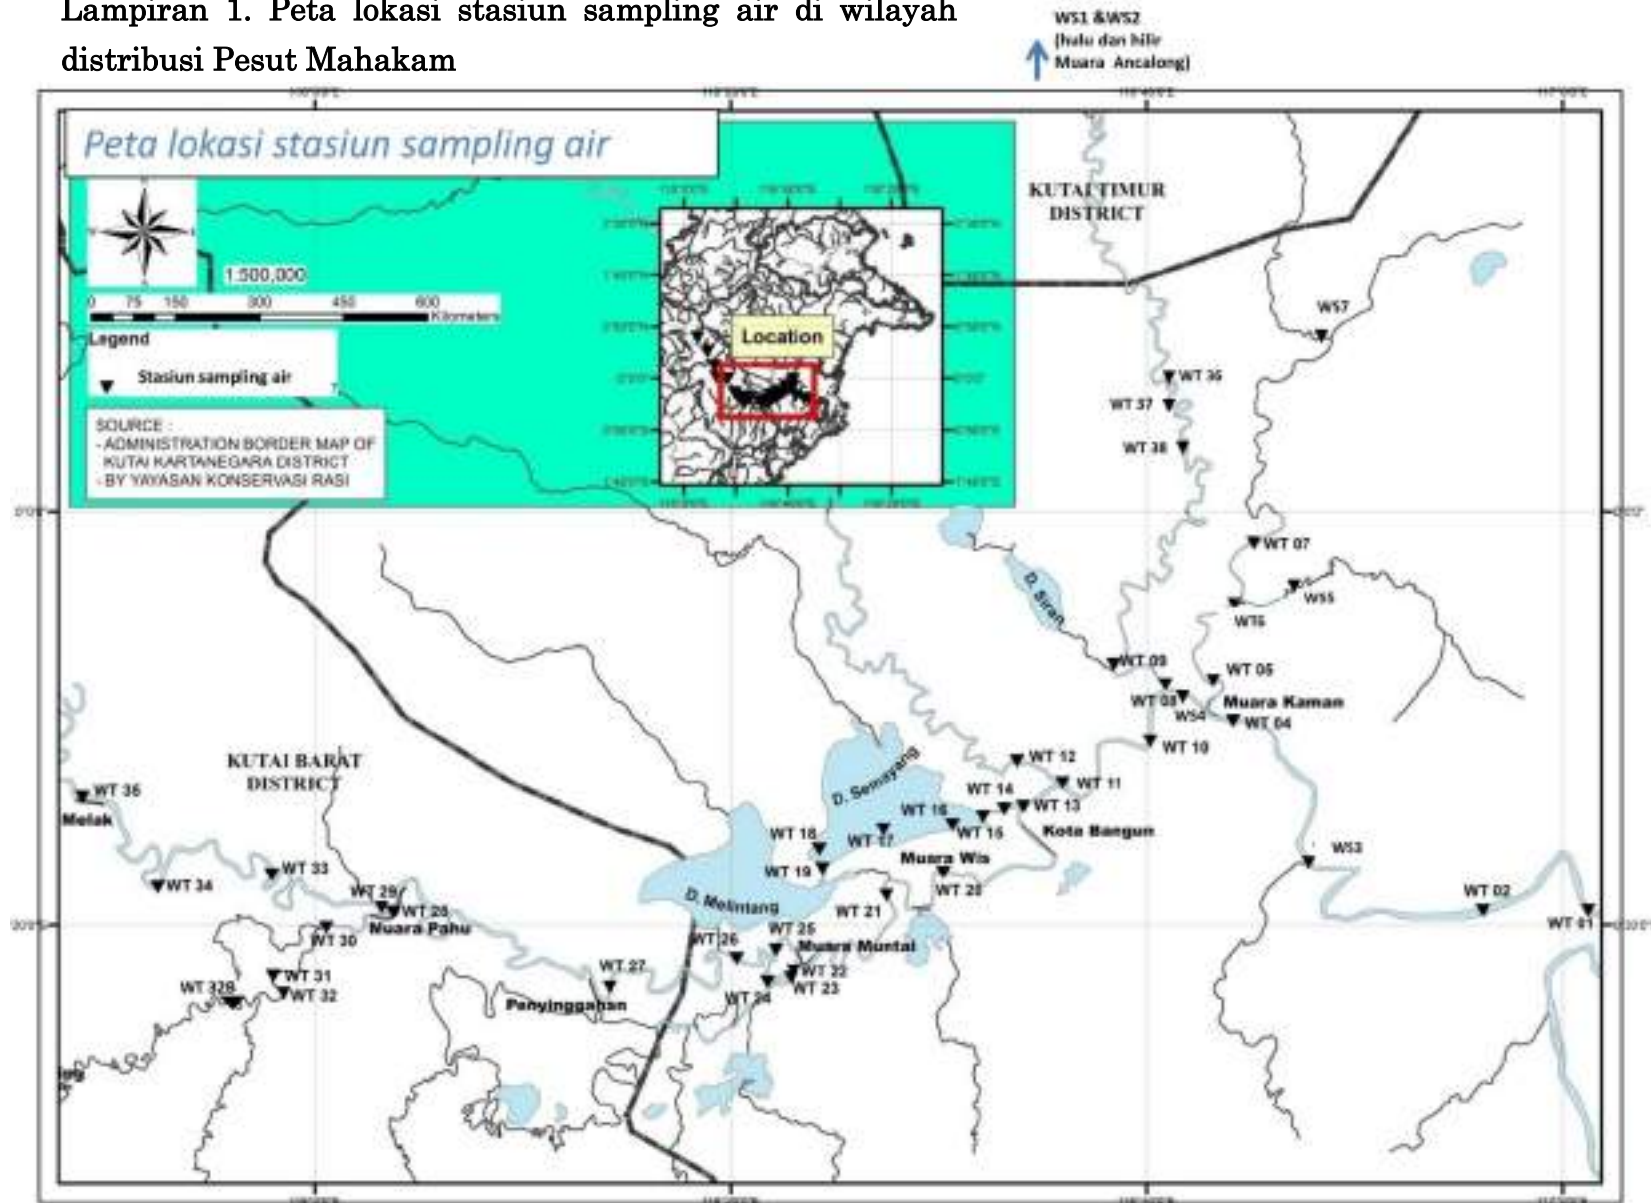 Lampiran 1. Peta lokasi stasiun sampling air di wilayah
distribusi Pesut Mahakam
WS1 &WS2
(hulu dan hilir
Muara Ancalong)
Peta lokasi stasiun sampling air
1:500,000
0 75 150 300 450 600
Kilometers
Legend
Stasiun sampling air
SOURCE :
- ADMINISTRATION BORDER MAP OF
KUTAI KARTANEGARA DISTRICT
- BY YAYASAN KONSERVASI RASI
Location
KUTAI TIMUR
DISTRICT
WS7
WT 36
WT 37
WT 38
WT 07
WS5
WT6
D. Siran
WT 09
WT 05
WT 08
WS4
Muara Kaman
WT 04
WT 10
KUTAI BARAT
DISTRICT
D. Semayang
WT 12
WT 11
WT 14
WT 13
WT 16
WT 15
Kota Bangun
WT 35
Melak
WT 18
WT 17
Muara Wis
WT 19
WT 20
WS3
WT 33
WT 34
WT 29
WT 28
Muara Pahu
WT 30
D. Melintang
WT 21
WT 02
WT 01
WT 25
WT 26
Muara Muntai
WT 22
WT 23
WT 24
WT 27
Penyinggahan
WT 31
WT 32B
WT 32